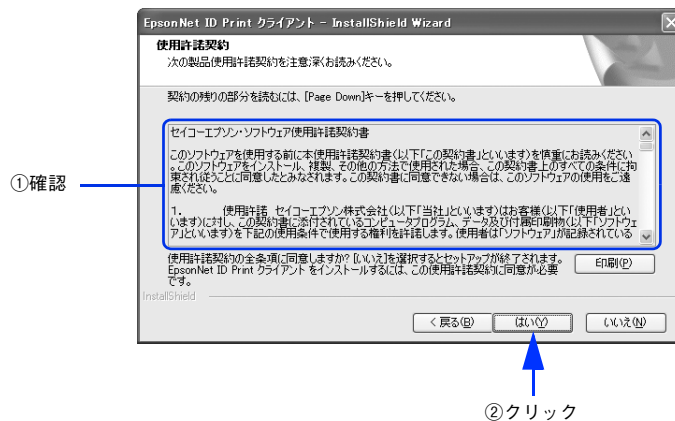 EpsonNet ID Print クライアント - InstallShield Wizard
使用許諾契約
次の製品使用許諾契約を注意深くお読みください。
契約の残りの部分を読むには、[Page Down]キーを押してください。
セイコーエプソン・ソフトウェア使用許諾契約書
このソフトウェアを使用する前に本使用許諾契約書(以下「この契約書」といいます)を慎重にお読みください
。このソフトウェアをインストール、複製、その他の方法で使用された場合、この契約書上のすべての条件に拘
束され従うことに同意したとみなされます。この契約書に同意できない場合は、このソフトウェアの使用をご遠
慮ください。
1. 使用許諾 セイコーエプソン株式会社(以下「当社」といいます)はお客様(以下「使用者」とい
います)に対し、この契約書に添付されているコンピュータプログラム、データ及び付属印刷物(以下「ソフトウェ
ア」といいます)を下記の使用条件で使用する権利を許諾します。使用者は「ソフトウェア」が記録されている
①確認
使用許諾契約の全条項に同意しますか? [いいえ]を選択するとセットアップが終了されます。
EpsonNet ID Print クライアント をインストールするには、この使用許諾契約に同意が必要
です。
印刷(P)
InstallShield
< 戻る(B) はい(Y) いいえ(N)
②クリック